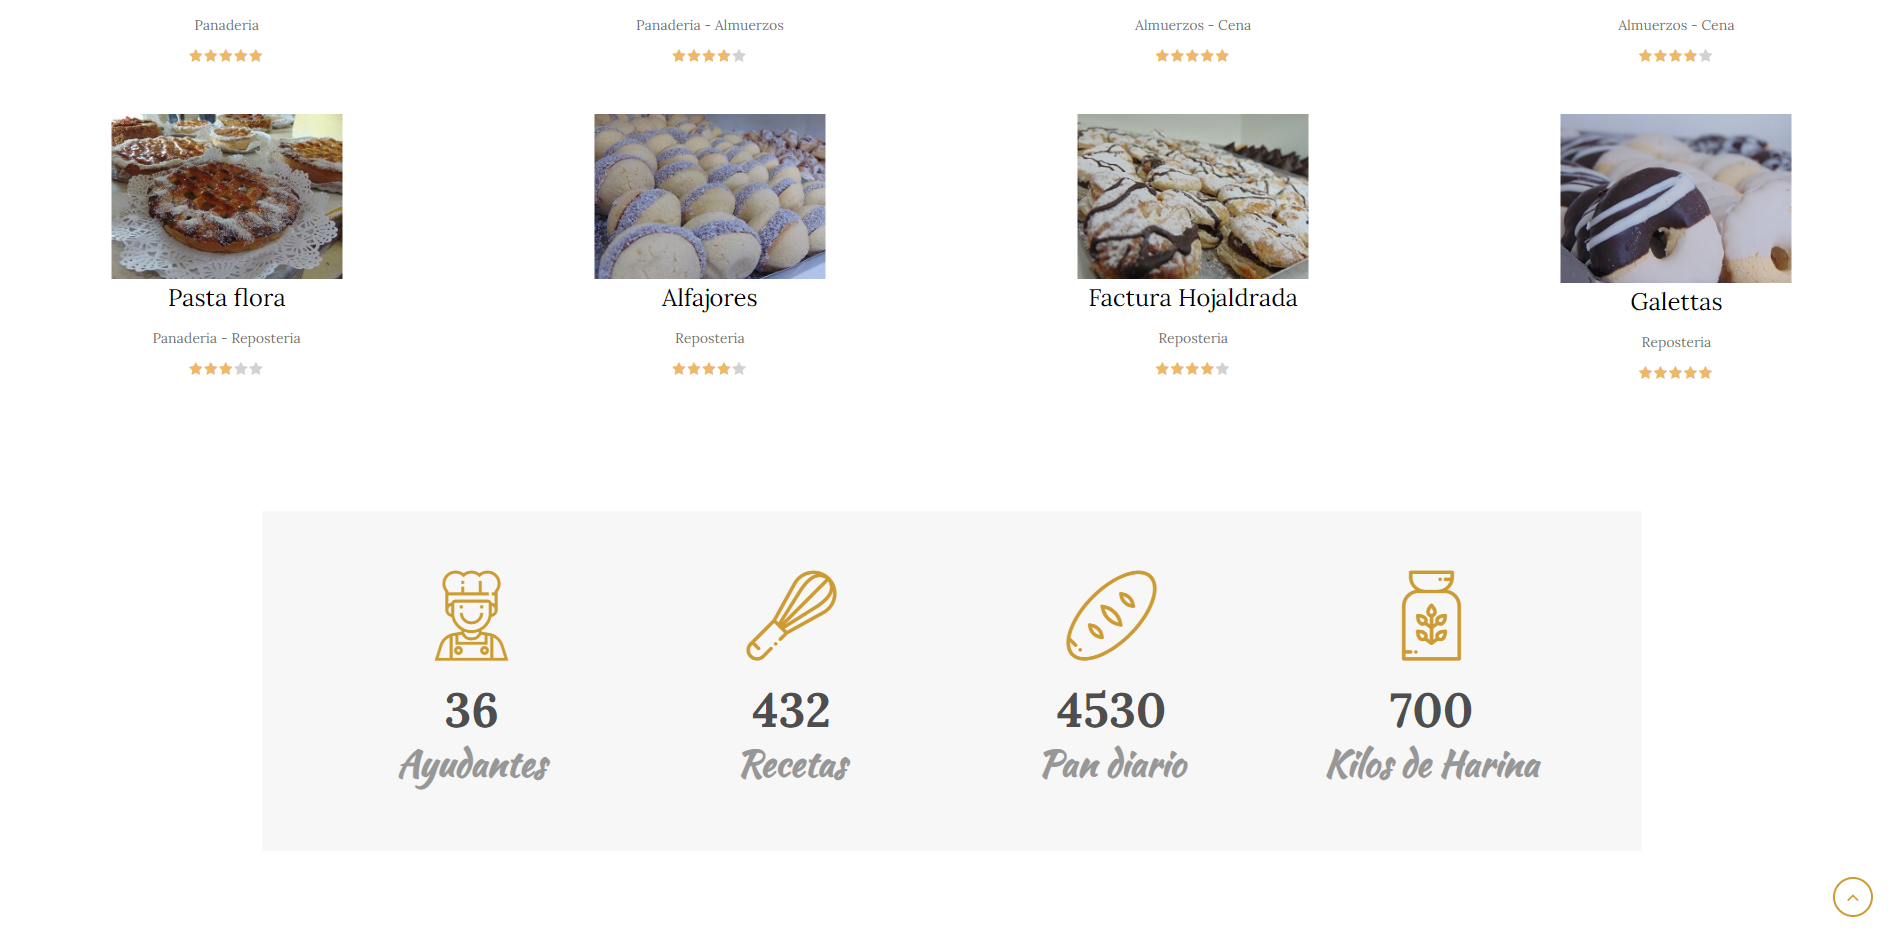 Panaderia
Panaderia - Almuerzos
Almuerzos - Cena
Almuerzos - Cena
Pasta flora
Alfajores
Factura Hojaldrada
Galettas
Panaderia - Reposteria
Reposteria
Reposteria
Reposteria
36
432
4530
700
Ayudantes
Recetas
Pan diario
Kilos de Harina